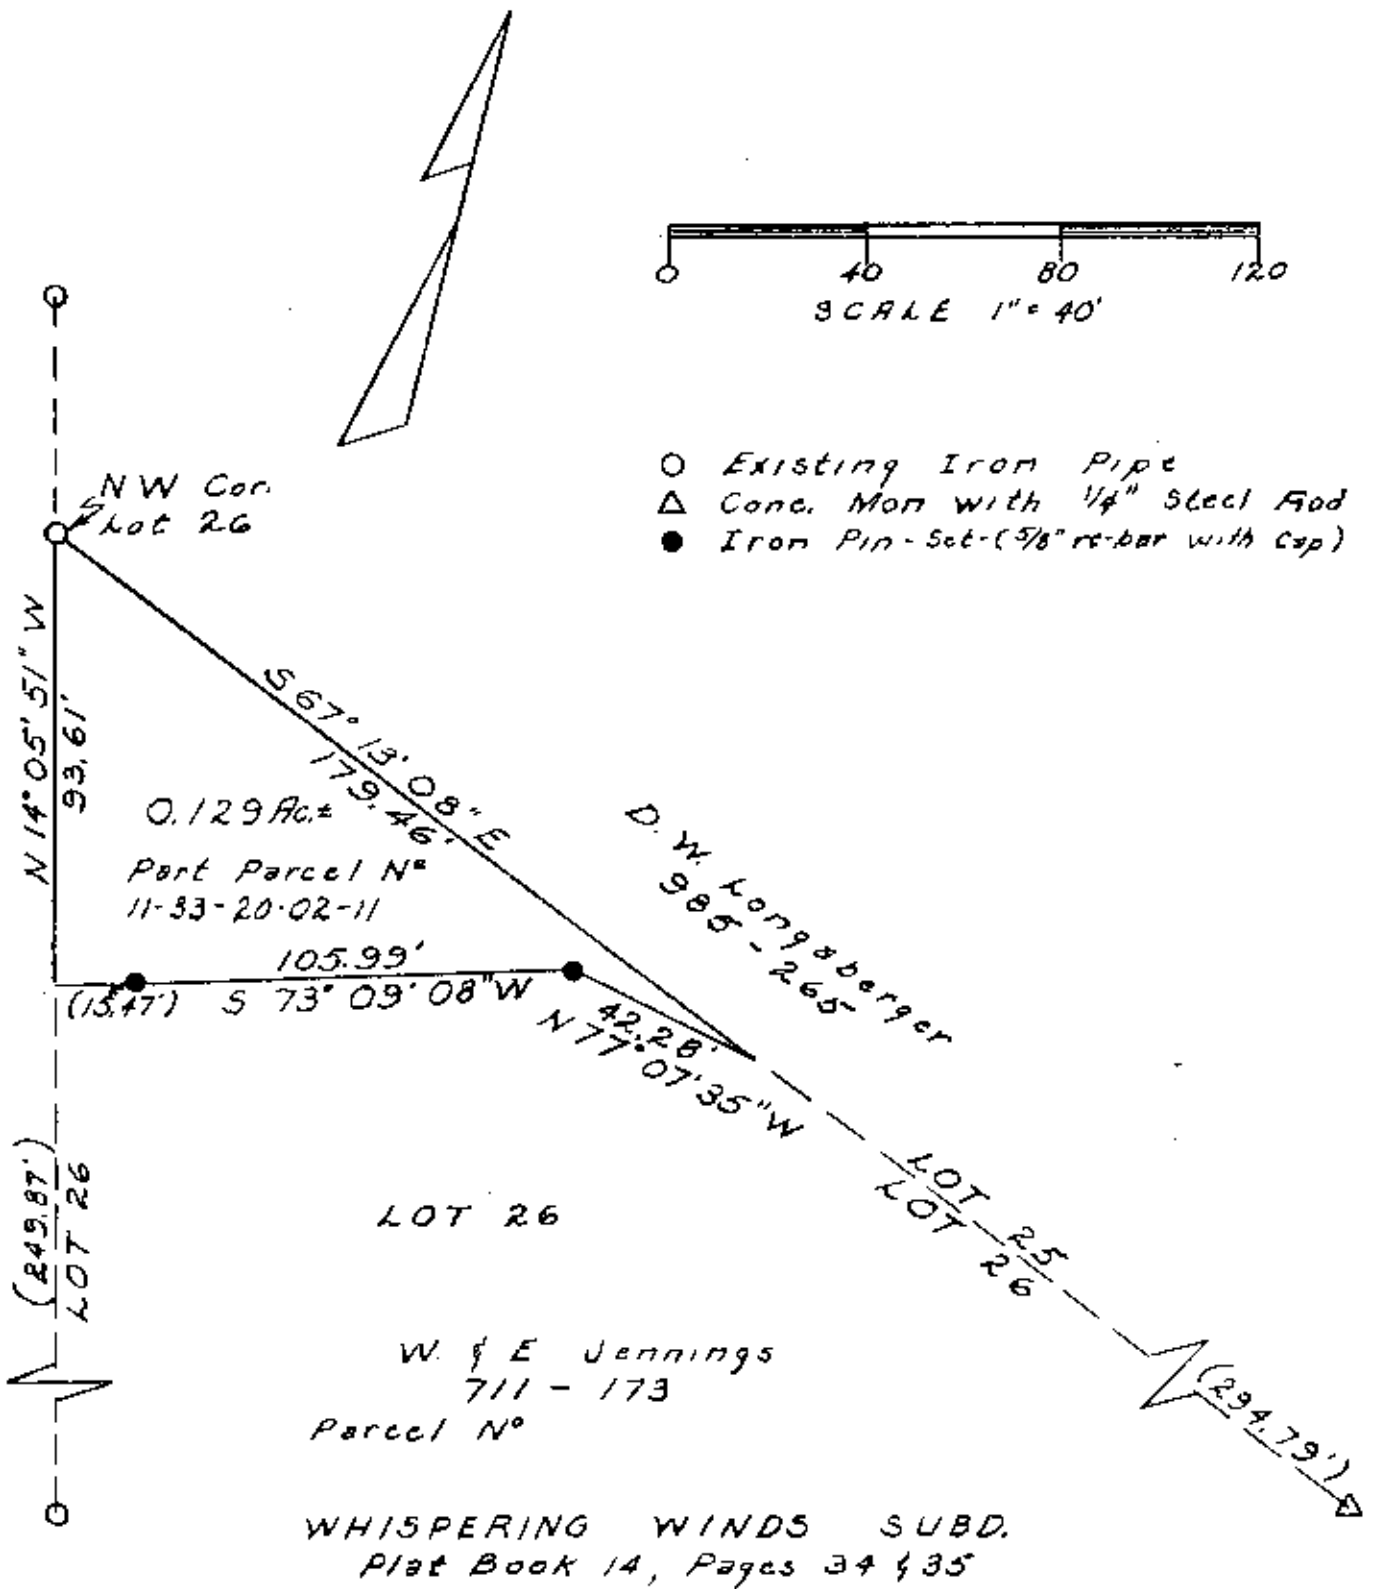 0 40 80 120
SCALE 1" = 40'
Existing Iron Pipe
Conc. Mon with 1/4" Steel Rod
Iron Pin-Set-(5/8" re-bar with Cap)
NW Cor.
Lot 26
N 14° 05' 51" W
93.61'
S 67° 13' 08" E
179.46'
0.129 Ac.±
Part Parcel Nº
11-33-20-02-11
105.99'
(15.47') S 73° 09' 08" W
42.28'
N 77° 07' 35" W
D. W. Longaberger
985-265
(249.87')
LOT 26
LOT 25
LOT 26
(294.79')
LOT 26
W. & E Jennings
711 - 173
Parcel Nº
WHISPERING WINDS SUBD.
Plat Book 14, Pages 34 & 35